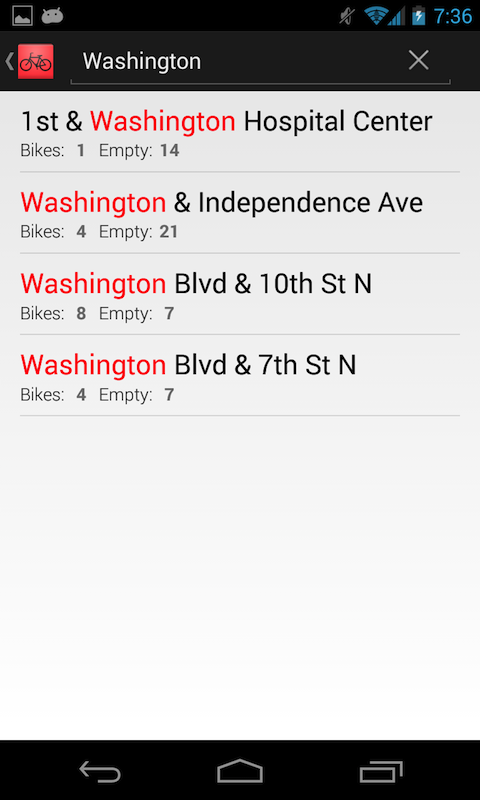 7:36
Washington
1st & Washington Hospital Center
Bikes: 1 Empty: 14
Washington & Independence Ave
Bikes: 4 Empty: 21
Washington Blvd & 10th St N
Bikes: 8 Empty: 7
Washington Blvd & 7th St N
Bikes: 4 Empty: 7